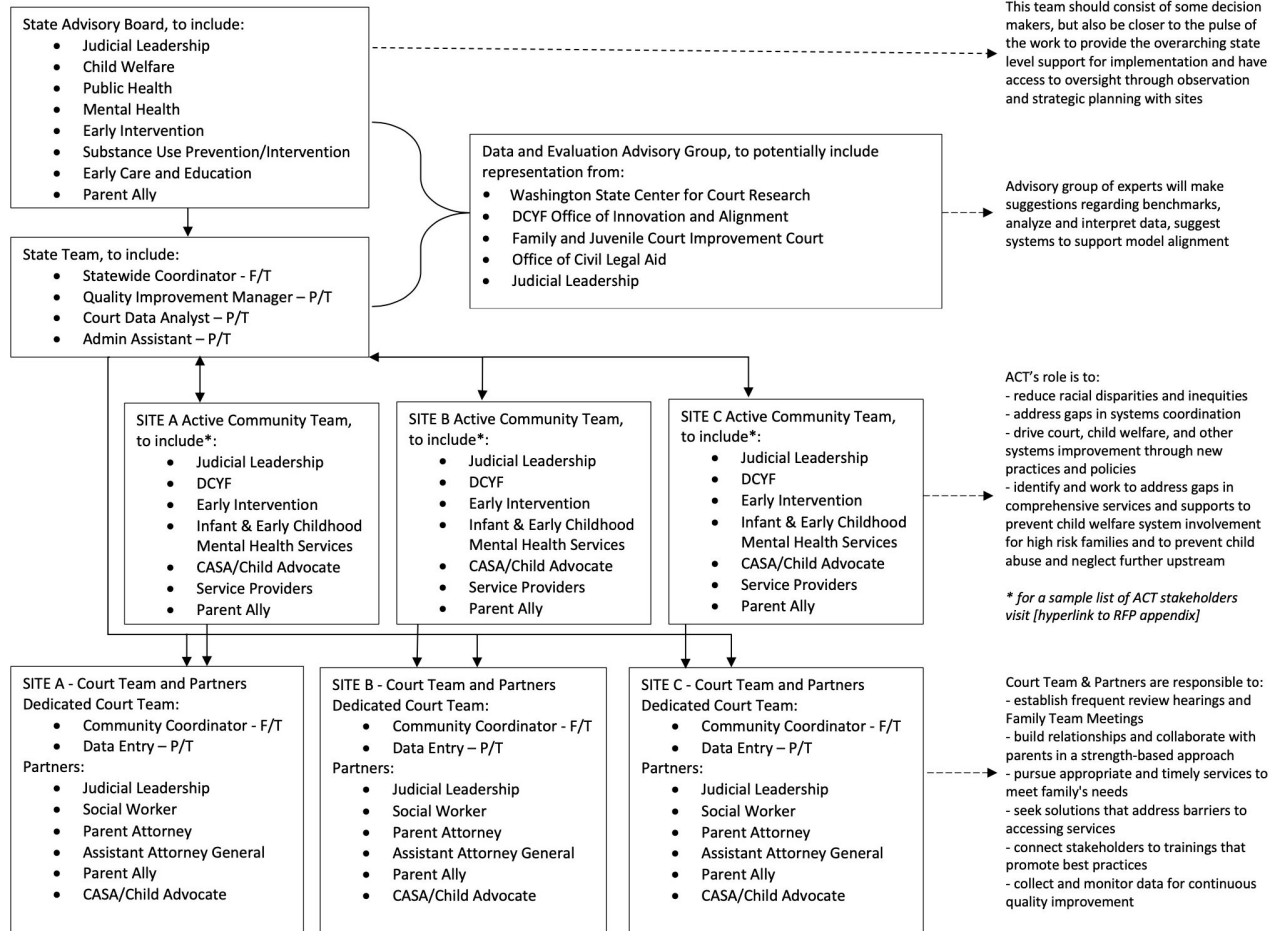 State Advisory Board, to include:
• Judicial Leadership
• Child Welfare
• Public Health
• Mental Health
• Early Intervention
• Substance Use Prevention/Intervention
• Early Care and Education
• Parent Ally
This team should consist of some decision
makers, but also be closer to the pulse of
the work to provide the overarching state
level support for implementation and have
access to oversight through observation
and strategic planning with sites
Data and Evaluation Advisory Group, to potentially include
representation from:
• Washington State Center for Court Research
• DCYF Office of Innovation and Alignment
• Family and Juvenile Court Improvement Court
• Office of Civil Legal Aid
• Judicial Leadership
Advisory group of experts will make
suggestions regarding benchmarks,
analyze and interpret data, suggest
systems to support model alignment
State Team, to include:
• Statewide Coordinator - F/T
• Quality Improvement Manager – P/T
• Court Data Analyst – P/T
• Admin Assistant – P/T
SITE A Active Community Team,
to include*:
• Judicial Leadership
• DCYF
• Early Intervention
• Infant & Early Childhood
Mental Health Services
• CASA/Child Advocate
• Service Providers
• Parent Ally
SITE B Active Community Team,
to include*:
• Judicial Leadership
• DCYF
• Early Intervention
• Infant & Early Childhood
Mental Health Services
• CASA/Child Advocate
• Service Providers
• Parent Ally
SITE C Active Community Team,
to include*:
• Judicial Leadership
• DCYF
• Early Intervention
• Infant & Early Childhood
Mental Health Services
• CASA/Child Advocate
• Service Providers
• Parent Ally
ACT's role is to:
- reduce racial disparities and inequities
- address gaps in systems coordination
- drive court, child welfare, and other
systems improvement through new
practices and policies
- identify and work to address gaps in
comprehensive services and supports to
prevent child welfare system involvement
for high risk families and to prevent child
abuse and neglect further upstream
* for a sample list of ACT stakeholders
visit [hyperlink to RFP appendix]
SITE A - Court Team and Partners
Dedicated Court Team:
• Community Coordinator - F/T
• Data Entry – P/T
Partners:
• Judicial Leadership
• Social Worker
• Parent Attorney
• Assistant Attorney General
• Parent Ally
• CASA/Child Advocate
SITE B - Court Team and Partners
Dedicated Court Team:
• Community Coordinator - F/T
• Data Entry – P/T
Partners:
• Judicial Leadership
• Social Worker
• Parent Attorney
• Assistant Attorney General
• Parent Ally
• CASA/Child Advocate
SITE C - Court Team and Partners
Dedicated Court Team:
• Community Coordinator - F/T
• Data Entry – P/T
Partners:
• Judicial Leadership
• Social Worker
• Parent Attorney
• Assistant Attorney General
• Parent Ally
• CASA/Child Advocate
Court Team & Partners are responsible to:
- establish frequent review hearings and
Family Team Meetings
- build relationships and collaborate with
parents in a strength-based approach
- pursue appropriate and timely services to
meet family's needs
- seek solutions that address barriers to
accessing services
- connect stakeholders to trainings that
promote best practices
- collect and monitor data for continuous
quality improvement